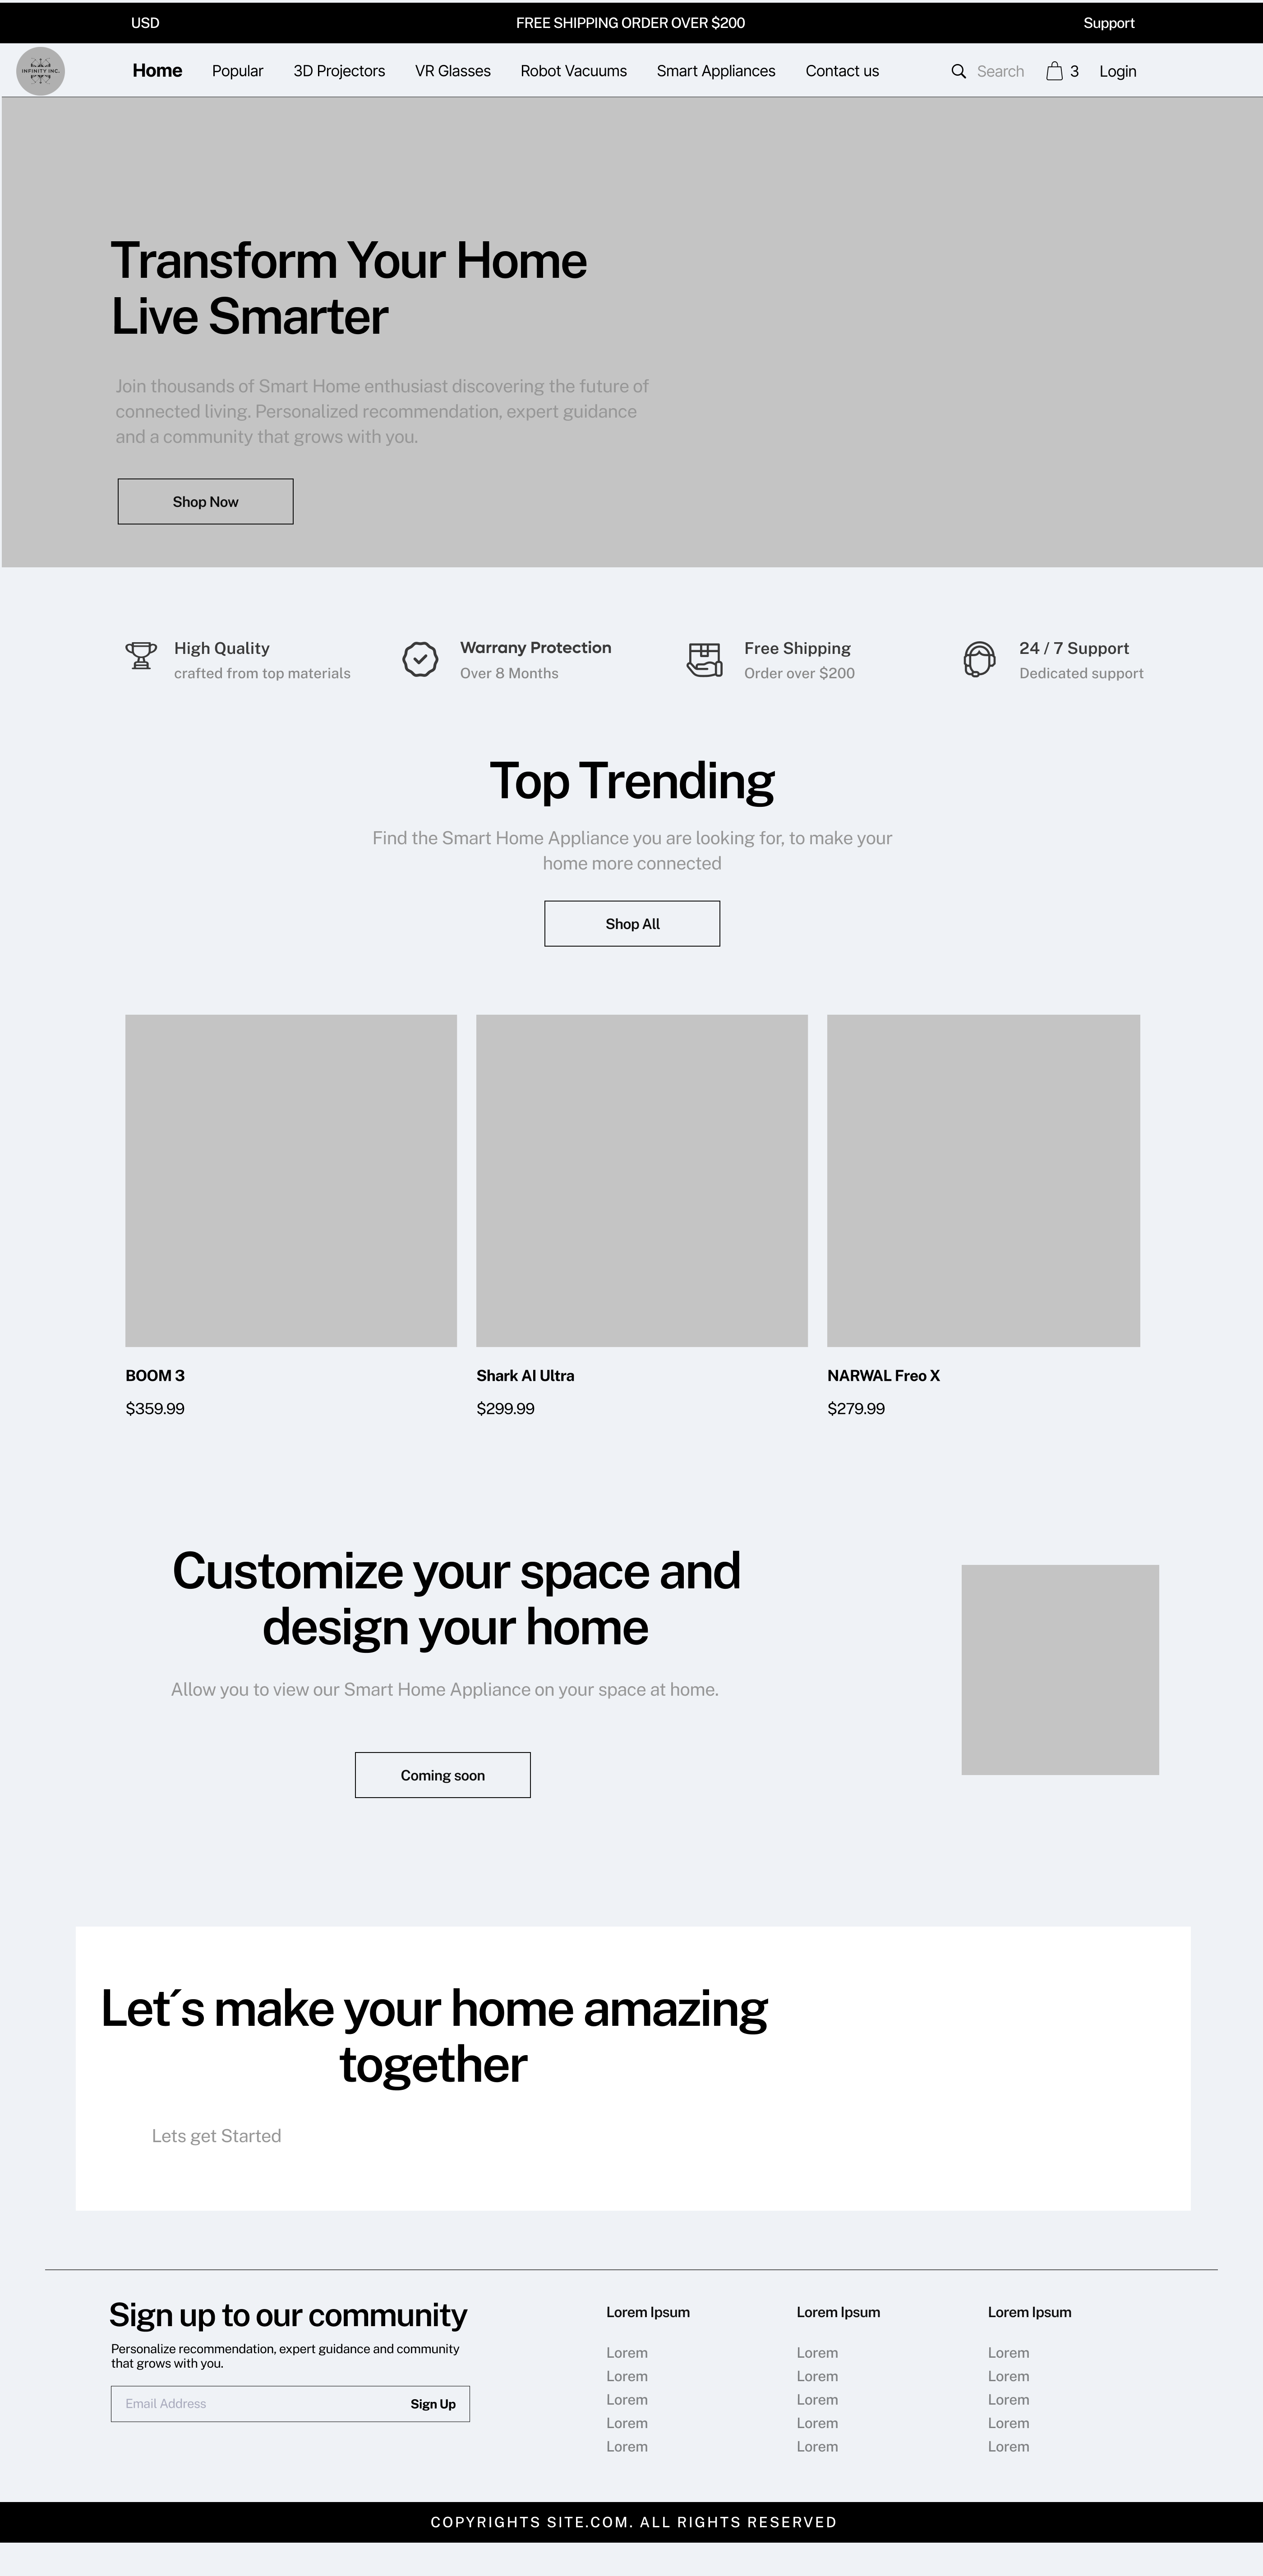 USD
FREE SHIPPING ORDER OVER $200
Support
INFINITY INC.
Home
Popular
3D Projectors
VR Glasses
Robot Vacuums
Smart Appliances
Contact us
Search
3
Login
Transform Your Home
Live Smarter
Join thousands of Smart Home enthusiast discovering the future of
connected living. Personalized recommendation, expert guidance
and a community that grows with you.
Shop Now
High Quality
crafted from top materials
Warrany Protection
Over 8 Months
Free Shipping
Order over $200
24 / 7 Support
Dedicated support
Top Trending
Find the Smart Home Appliance you are looking for, to make your
home more connected
Shop All
BOOM 3
$359.99
Shark AI Ultra
$299.99
NARWAL Freo X
$279.99
Customize your space and
design your home
Allow you to view our Smart Home Appliance on your space at home.
Coming soon
Let´s make your home amazing
together
Lets get Started
Sign up to our community
Personalize recommendation, expert guidance and community
that grows with you.
Email Address
Sign Up
Lorem Ipsum
Lorem
Lorem
Lorem
Lorem
Lorem
Lorem Ipsum
Lorem
Lorem
Lorem
Lorem
Lorem
Lorem Ipsum
Lorem
Lorem
Lorem
Lorem
Lorem
COPYRIGHTS SITE.COM. ALL RIGHTS RESERVED